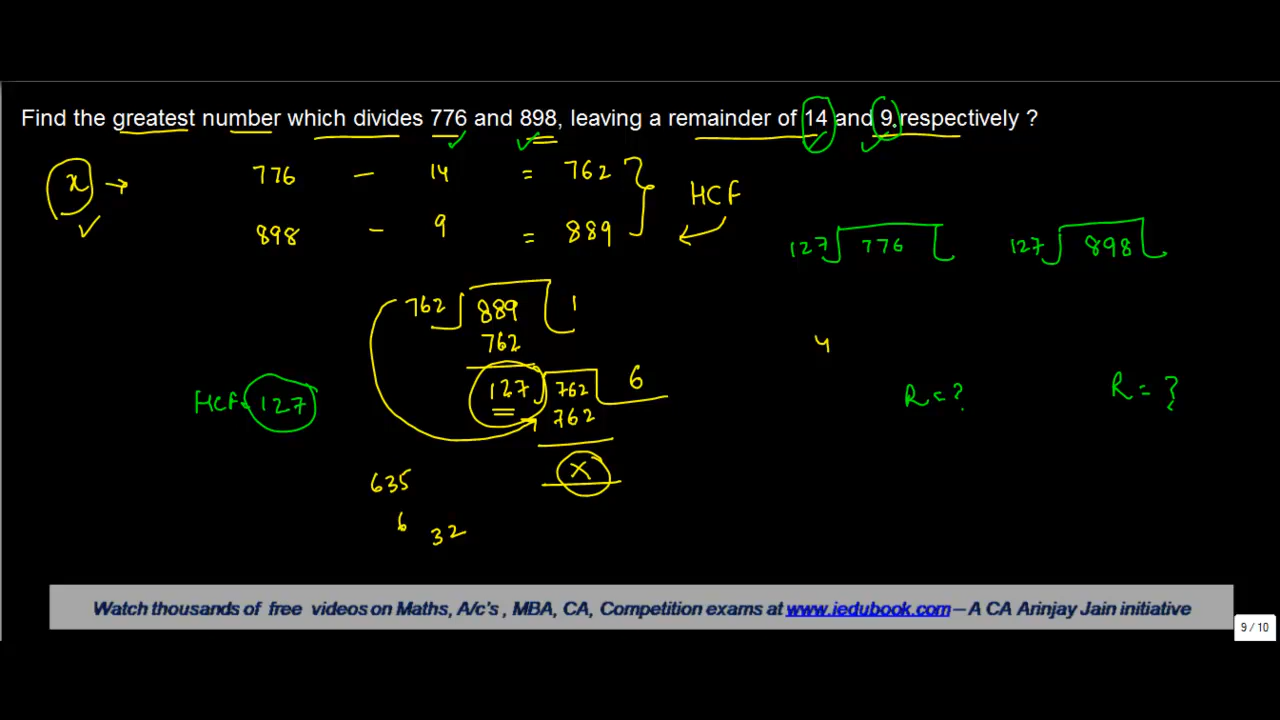 Find the greatest number which divides 776 and 898, leaving a remainder of 14 and 9 respectively ?
x → 776 - 14 = 762
HCF
898 - 9 = 889
127 776
127 898
762 889 1
762
127 762 6
762
x
HCF = 127
y
R = ?
R = ?
635
6 32
Watch thousands of free videos on Maths, A/c's , MBA, CA, Competition exams at www.iedubook.com – A CA Arinjay Jain initiative
9 / 10